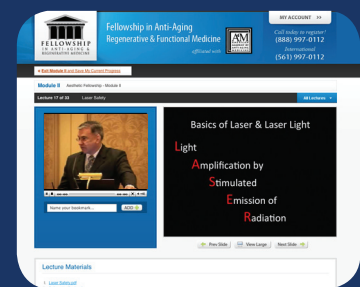 MY ACCOUNT >>
FELLOWSHIP
IN ANTI-AGING
REGENERATIVE MEDICINE
Fellowship in Anti-Aging
Regenerative & Functional Medicine
affiliated with
A4M
Call today to register!
(888) 997-0112
International
(561) 997-0112
« Exit Module II and Save My Current Progress
Module II Aesthetic Fellowship - Module II
Lecture 17 of 33 Laser Safety
All Lectures
Basics of Laser & Laser Light
Light
Amplification by
Stimulated
Emission of
Radiation
Name your bookmark...
ADD
Prev Slide
View Large
Next Slide
Lecture Materials
Laser Safety.pdf